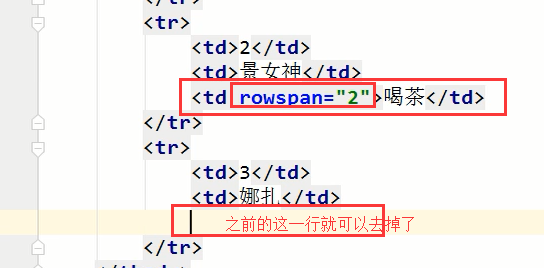 </tr>
<tr>
<td>2</td>
<td>景女神</td>
<td rowspan="2">喝茶</td>
</tr>
<tr>
<td>3</td>
<td>娜扎</td>
之前的这一行就可以去掉了
</tr>